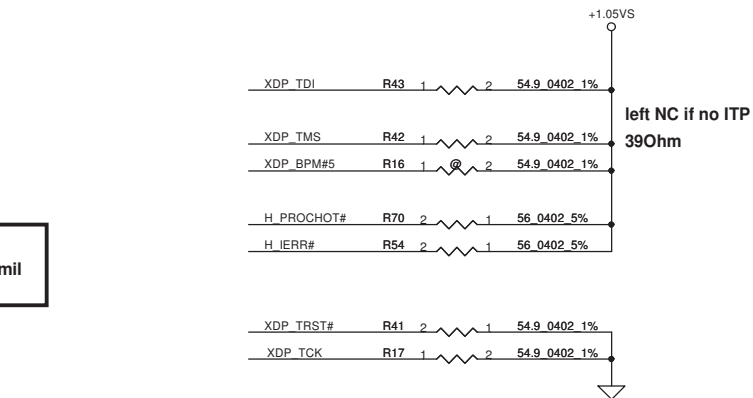 +1.05VS
XDP_TDI R43 1 2 54.9_0402_1%
left NC if no ITP
XDP_TMS R42 1 2 54.9_0402_1% 39Ohm
XDP_BPM#5 R16 1 @ 2 54.9_0402_1%
H_PROCHOT# R70 2 1 56_0402_5%
H_IERR# R54 2 1 56_0402_5%
mil
XDP_TRST# R41 2 1 54.9_0402_1%
XDP_TCK R17 1 2 54.9_0402_1%